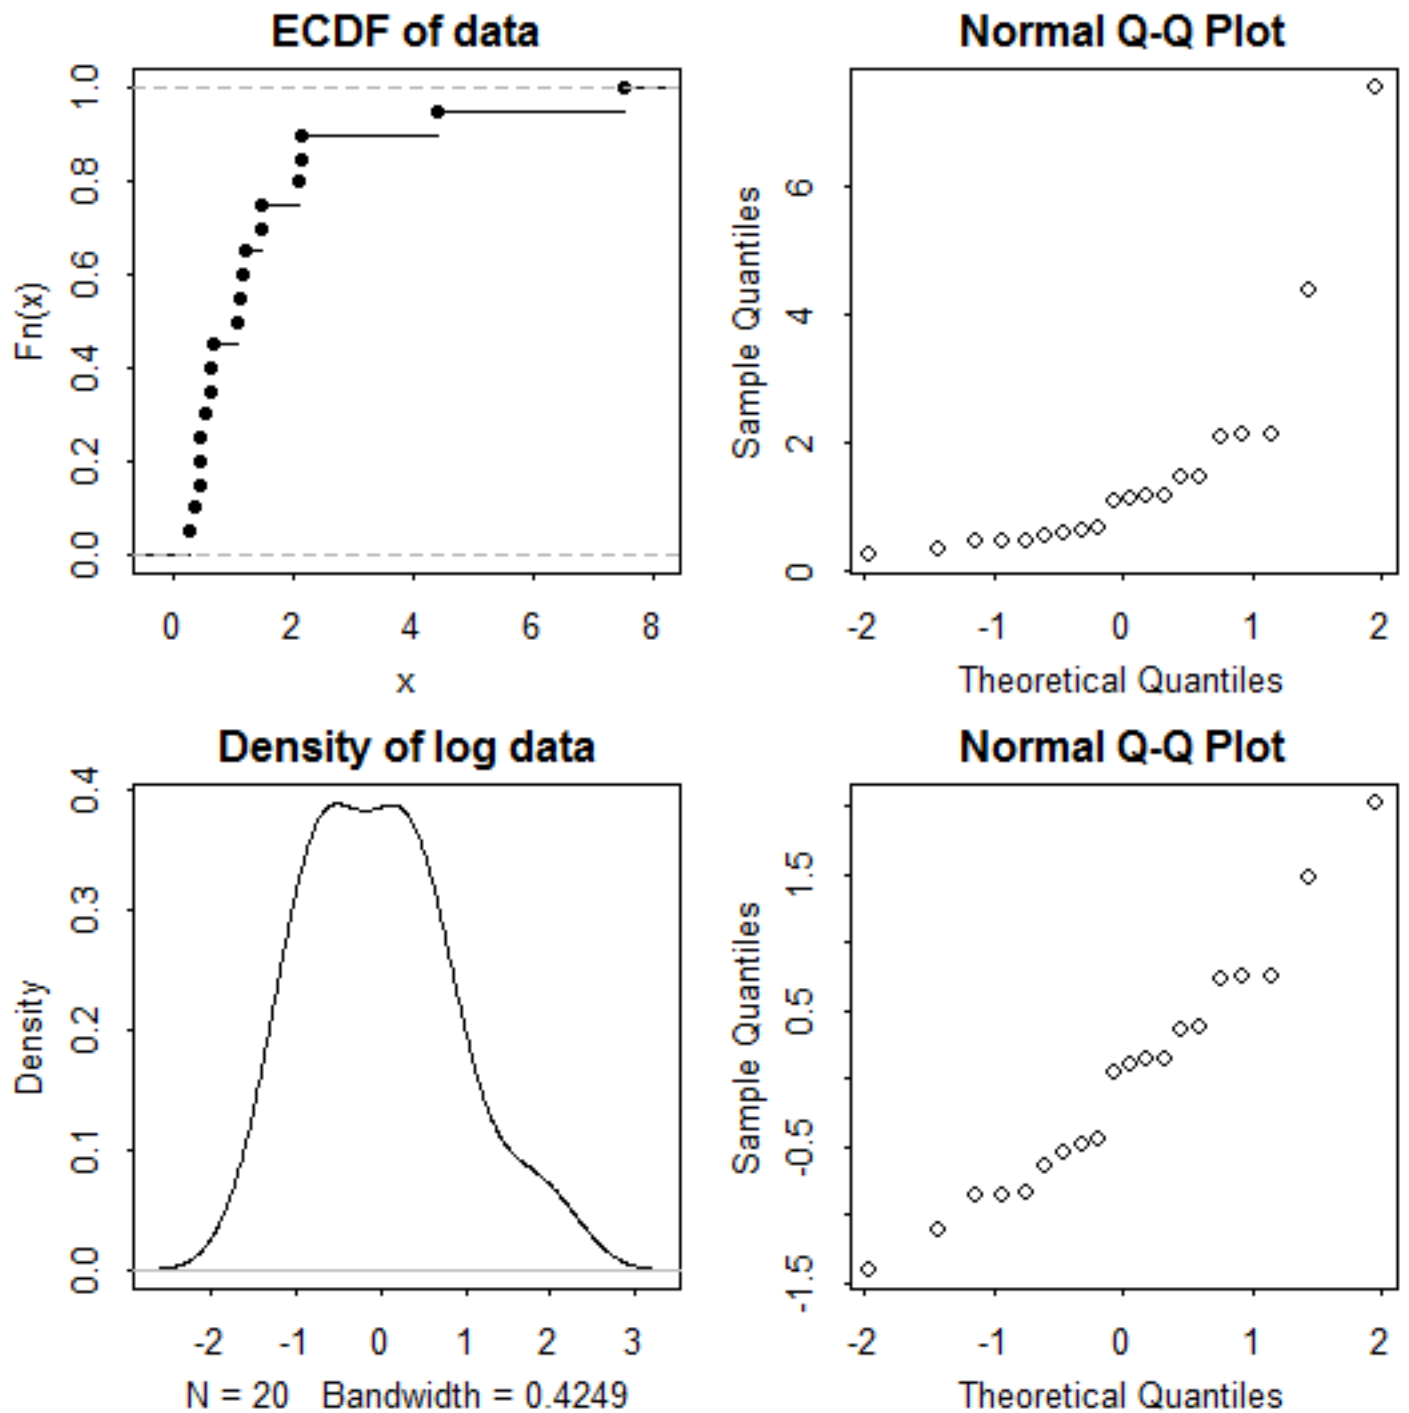 ECDF of data
Fn(x)
1.0
0.8
0.6
0.4
0.2
0.0
0 2 4 6 8
x
Normal Q-Q Plot
Sample Quantiles
6
4
2
0
-2 -1 0 1 2
Theoretical Quantiles
Density of log data
Density
0.4
0.3
0.2
0.1
0.0
-2 -1 0 1 2 3
N = 20 Bandwidth = 0.4249
Normal Q-Q Plot
Sample Quantiles
1.5
0.5
-0.5
-1.5
-2 -1 0 1 2
Theoretical Quantiles